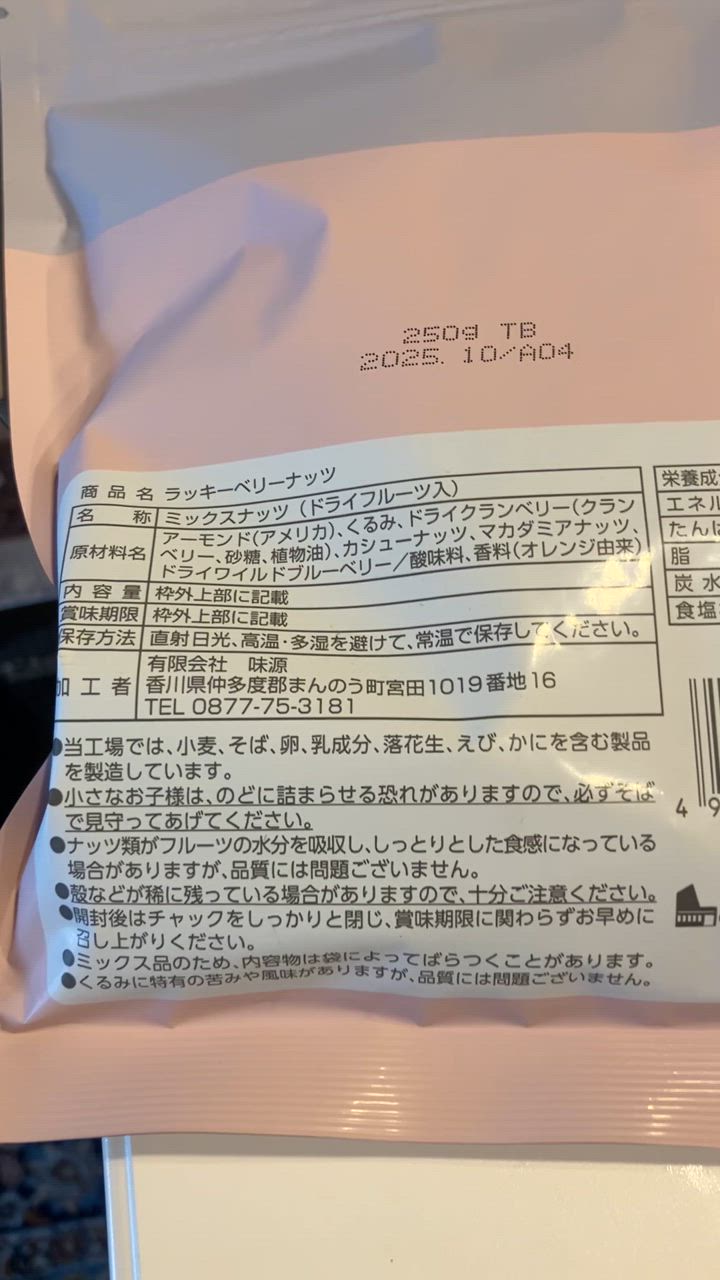 250g TB
2025. 10/A04
商品名 ラッキーベリーナッツ
名 称 ミックスナッツ（ドライフルーツ入）
原材料名 アーモンド(アメリカ)、くるみ、ドライクランベリー(クラン
ベリー、砂糖、植物油)、カシューナッツ、マカダミアナッツ、
ドライワイルドブルーベリー／酸味料、香料(オレンジ由来)
内容量 枠外上部に記載
賞味期限 枠外上部に記載
保存方法 直射日光、高温・多湿を避けて、常温で保存してください。
加工者 有限会社 味源
香川県仲多度郡まんのう町宮田1019番地16
TEL 0877-75-3181
●当工場では、小麦、そば、卵、乳成分、落花生、えび、かにを含む製品
を製造しています。
●小さなお子様は、のどに詰まらせる恐れがありますので、必ずそば
で見守ってあげてください。
●ナッツ類がフルーツの水分を吸収し、しっとりとした食感になっている
場合がありますが、品質には問題ございません。
●殻などが稀に残っている場合がありますので、十分ご注意ください。
●開封後はチャックをしっかりと閉じ、賞味期限に関わらずお早めに
召し上がりください。
●ミックス品のため、内容物は袋によってばらつくことがあります。
●くるみに特有の苦みや風味がありますが、品質には問題ございません。
栄養成
エネル
たんぱ
脂
炭水
食塩
4 9